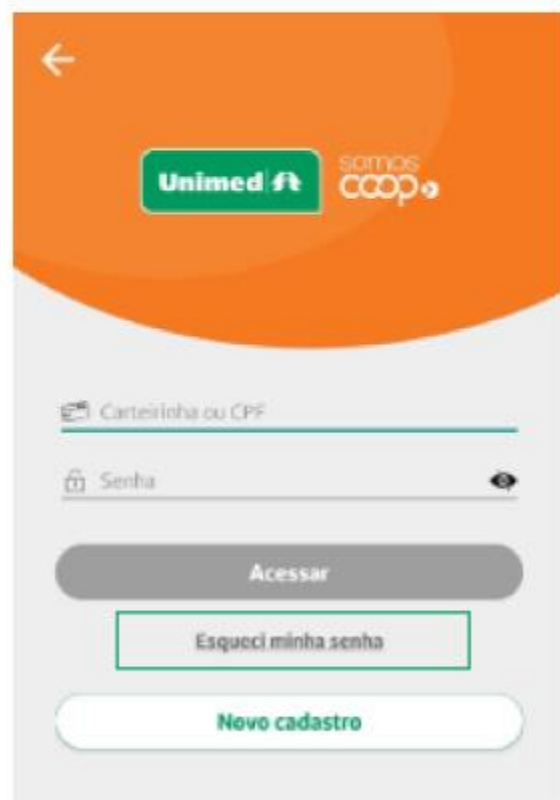 Unimed
somos
coop
Carteirinha ou CPF
Senha
Acessar
Esqueci minha senha
Novo cadastro